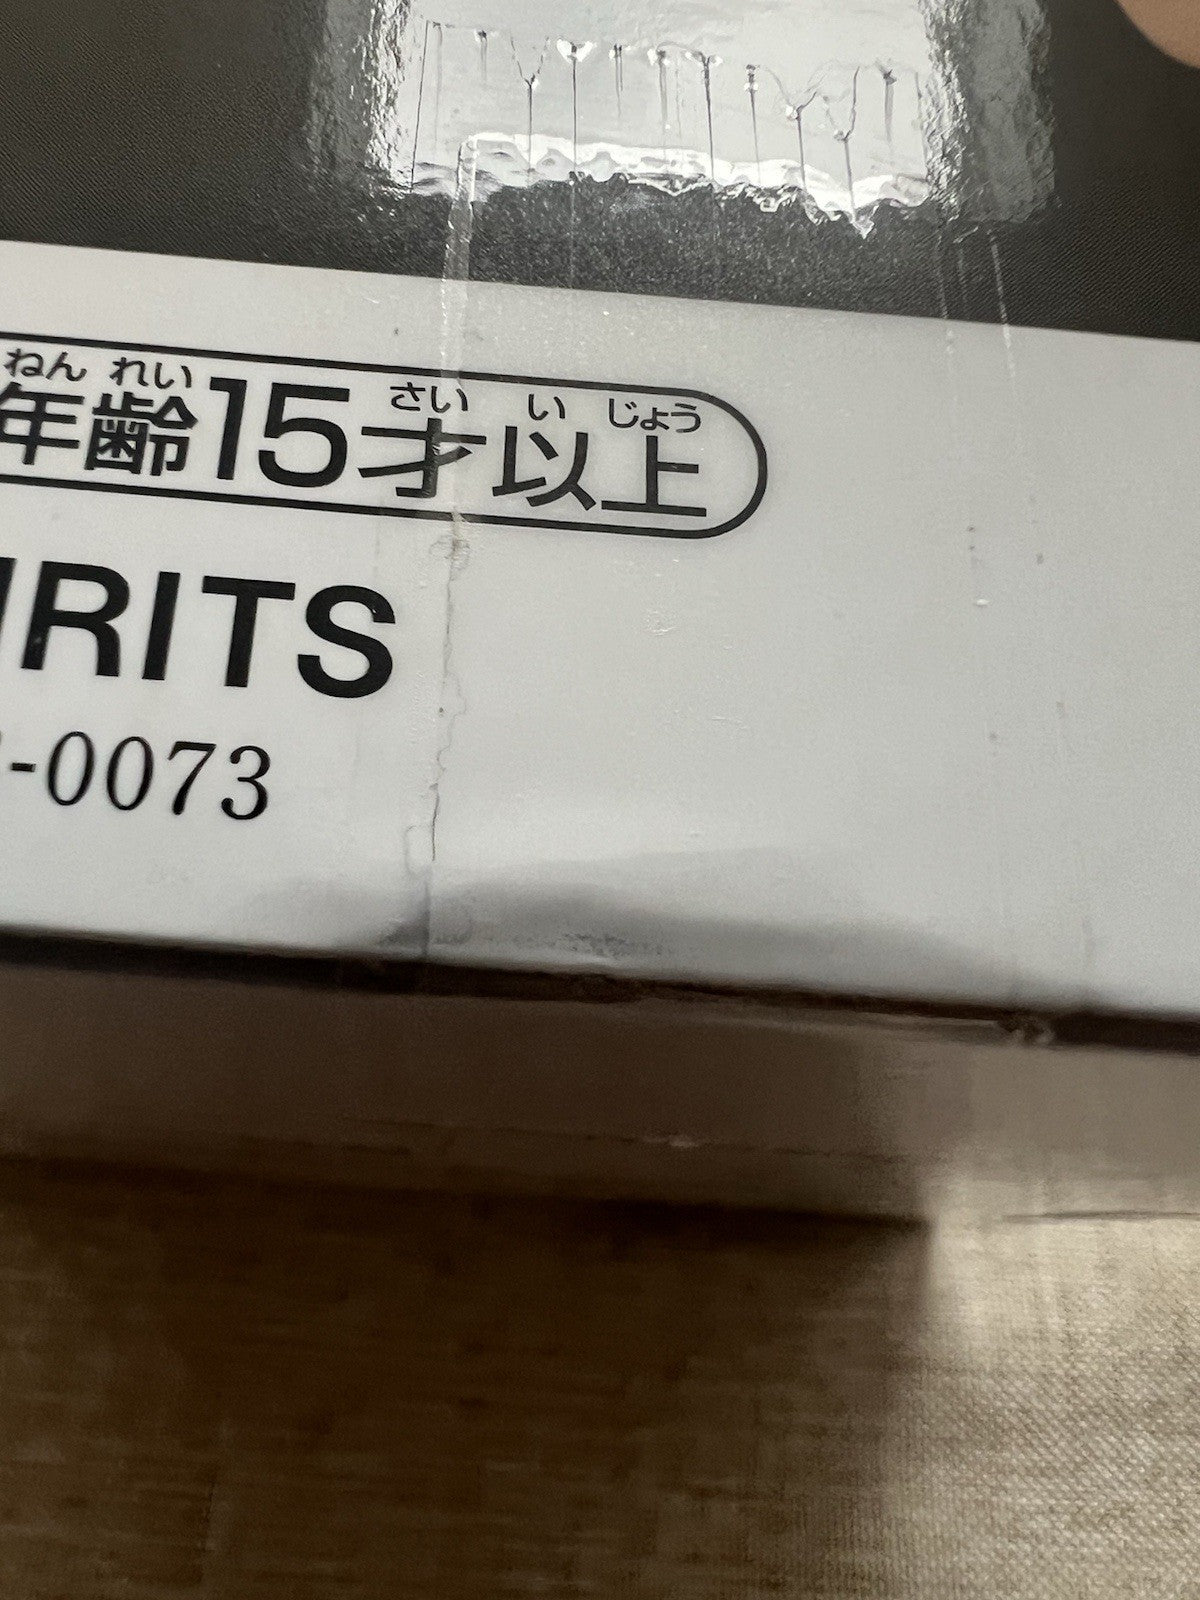 ねん れい さい い じょう
年齢15才以上
IRITS
-0073